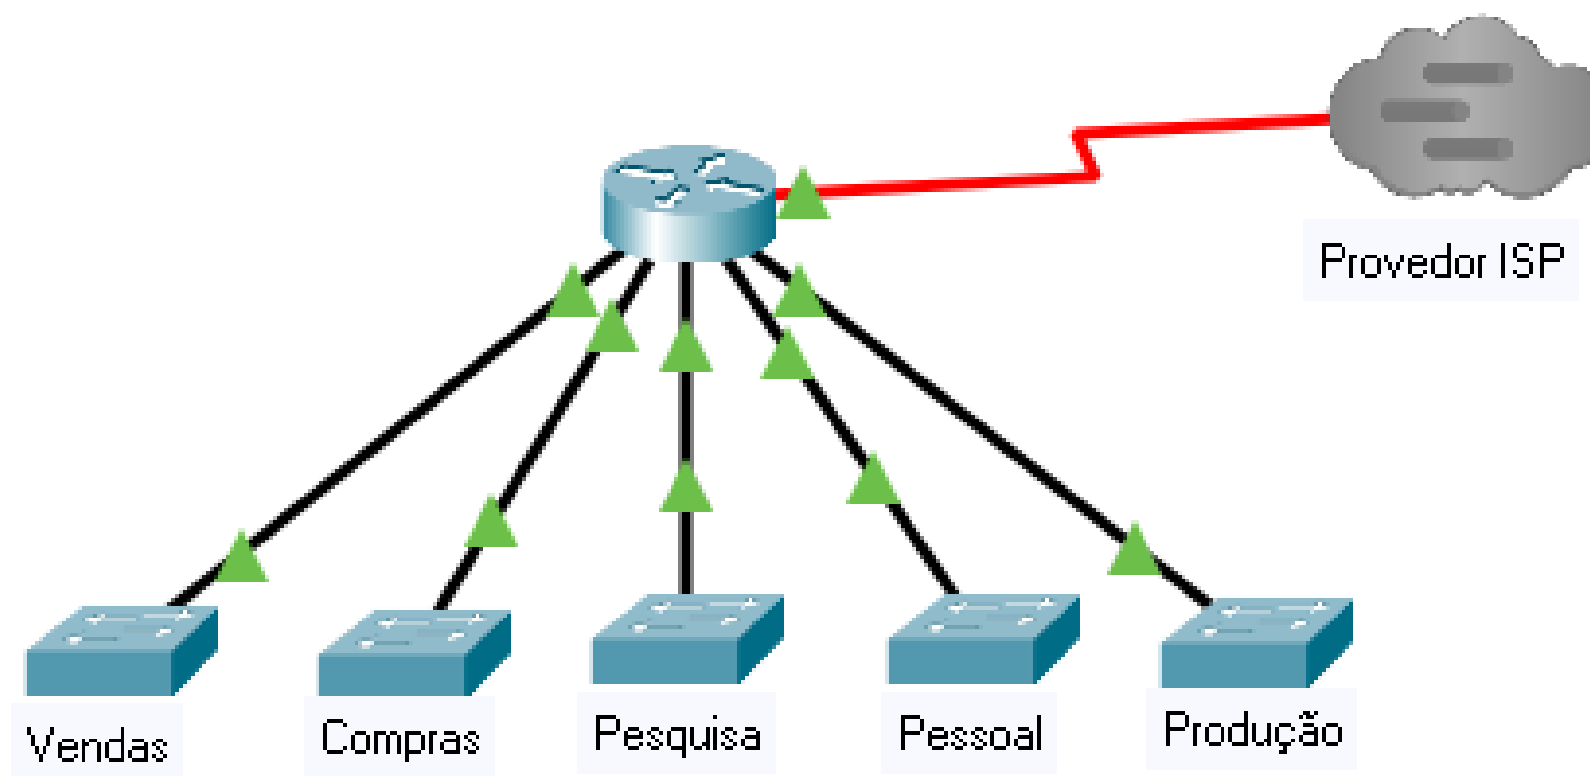 Provedor ISP
Vendas
Compras
Pesquisa
Pessoal
Produção